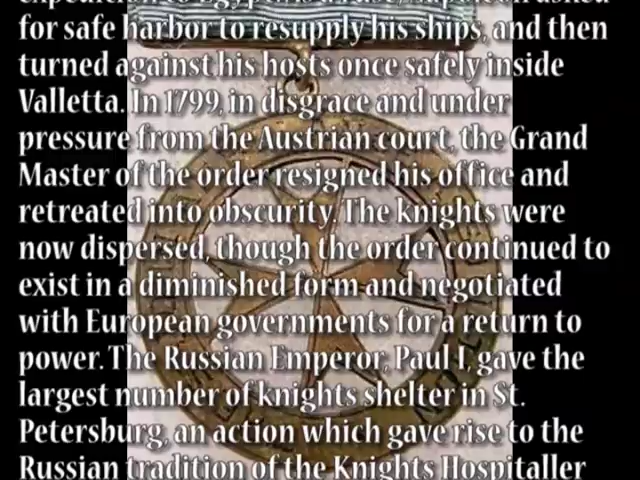 expedition to Egypt
for safe harbor to resupply his ships, and then
turned against his hosts once safely inside
Valletta. In 1799, in disgrace and under
pressure from the Austrian court, the Grand
Master of the order resigned his office and
retreated into obscurity. The knights were
now dispersed, though the order continued to
exist in a diminished form and negotiated
with European governments for a return to
power. The Russian Emperor, Paul I, gave the
largest number of knights shelter in St.
Petersburg, an action which gave rise to the
Russian tradition of the Knights Hospitaller